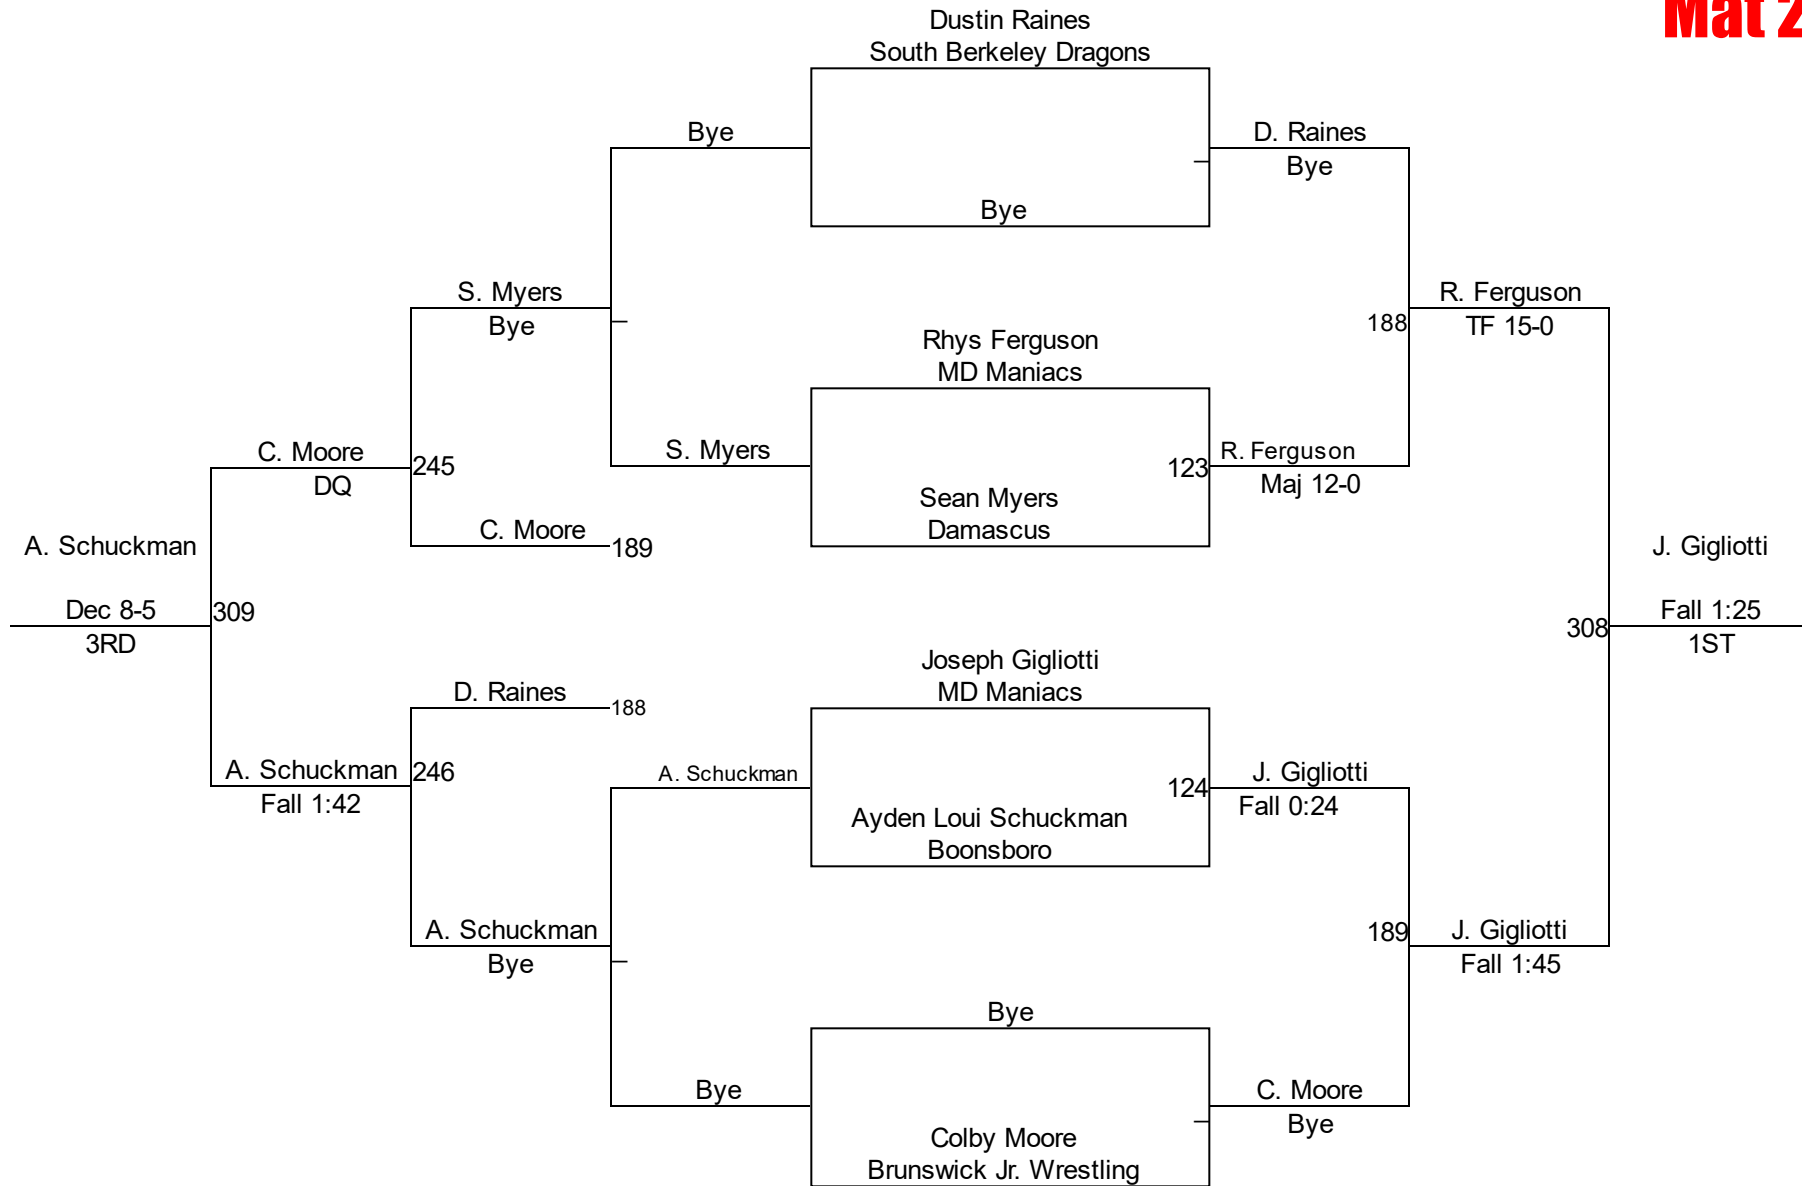 Mat 2
Dustin Raines
South Berkeley Dragons
Bye
D. Raines
Bye
Bye
S. Myers
Bye
R. Ferguson
TF 15-0
188
Rhys Ferguson
MD Maniacs
C. Moore
DQ
245
S. Myers
123
R. Ferguson
Maj 12-0
Sean Myers
Damascus
C. Moore
189
A. Schuckman
J. Gigliotti
Dec 8-5
3RD
309
308
Fall 1:25
1ST
Joseph Gigliotti
MD Maniacs
D. Raines
188
A. Schuckman
Fall 1:42
246
A. Schuckman
124
J. Gigliotti
Fall 0:24
Ayden Loui Schuckman
Boonsboro
A. Schuckman
Bye
189
J. Gigliotti
Fall 1:45
Bye
Bye
C. Moore
Bye
Colby Moore
Brunswick Jr. Wrestling